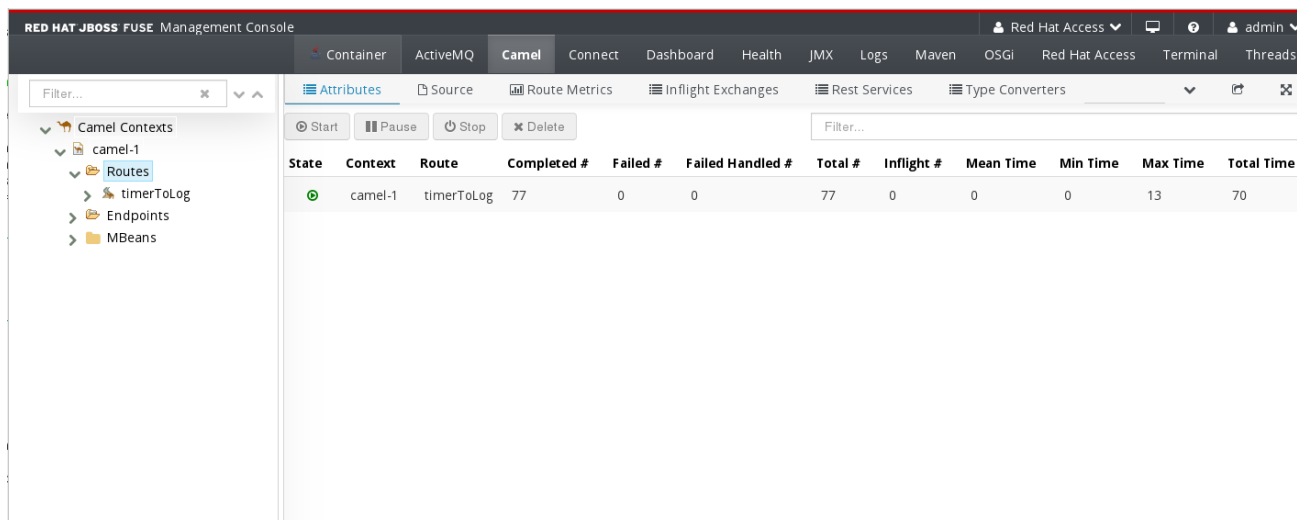 RED HAT JBOSS FUSE Management Console
Red Hat Access
admin
Container ActiveMQ Camel Connect Dashboard Health JMX Logs Maven OSGi Red Hat Access Terminal Threads
Filter...
Attributes Source Route Metrics Inflight Exchanges Rest Services Type Converters
Camel Contexts
camel-1
Routes
timerToLog
Endpoints
MBeans
Start Pause Stop Delete
Filter...
State Context Route Completed # Failed # Failed Handled # Total # Inflight # Mean Time Min Time Max Time Total Time
camel-1 timerToLog 77 0 0 77 0 0 0 13 70